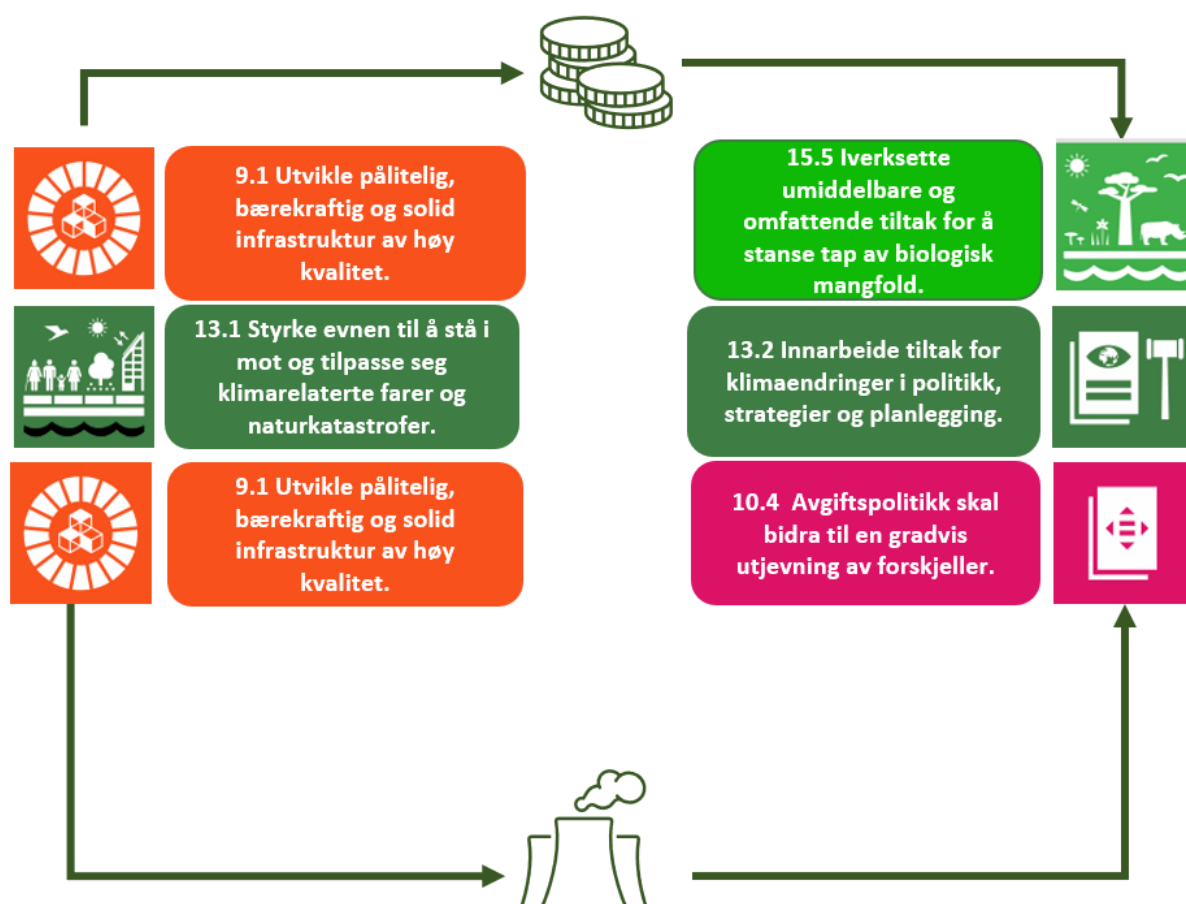 9.1 Utvikle pålitelig,
bærekraftig og solid
infrastruktur av høy
kvalitet.
15.5 Iverksette
umiddelbare og
omfattende tiltak for å
stanse tap av biologisk
mangfold.
13.1 Styrke evnen til å stå i
mot og tilpasse seg
klimarelaterte farer og
naturkatastrofer.
13.2 Innarbeide tiltak for
klimaendringer i politikk,
strategier og planlegging.
9.1 Utvikle pålitelig,
bærekraftig og solid
infrastruktur av høy
kvalitet.
10.4 Avgiftspolitikk skal
bidra til en gradvis
utjevning av forskjeller.